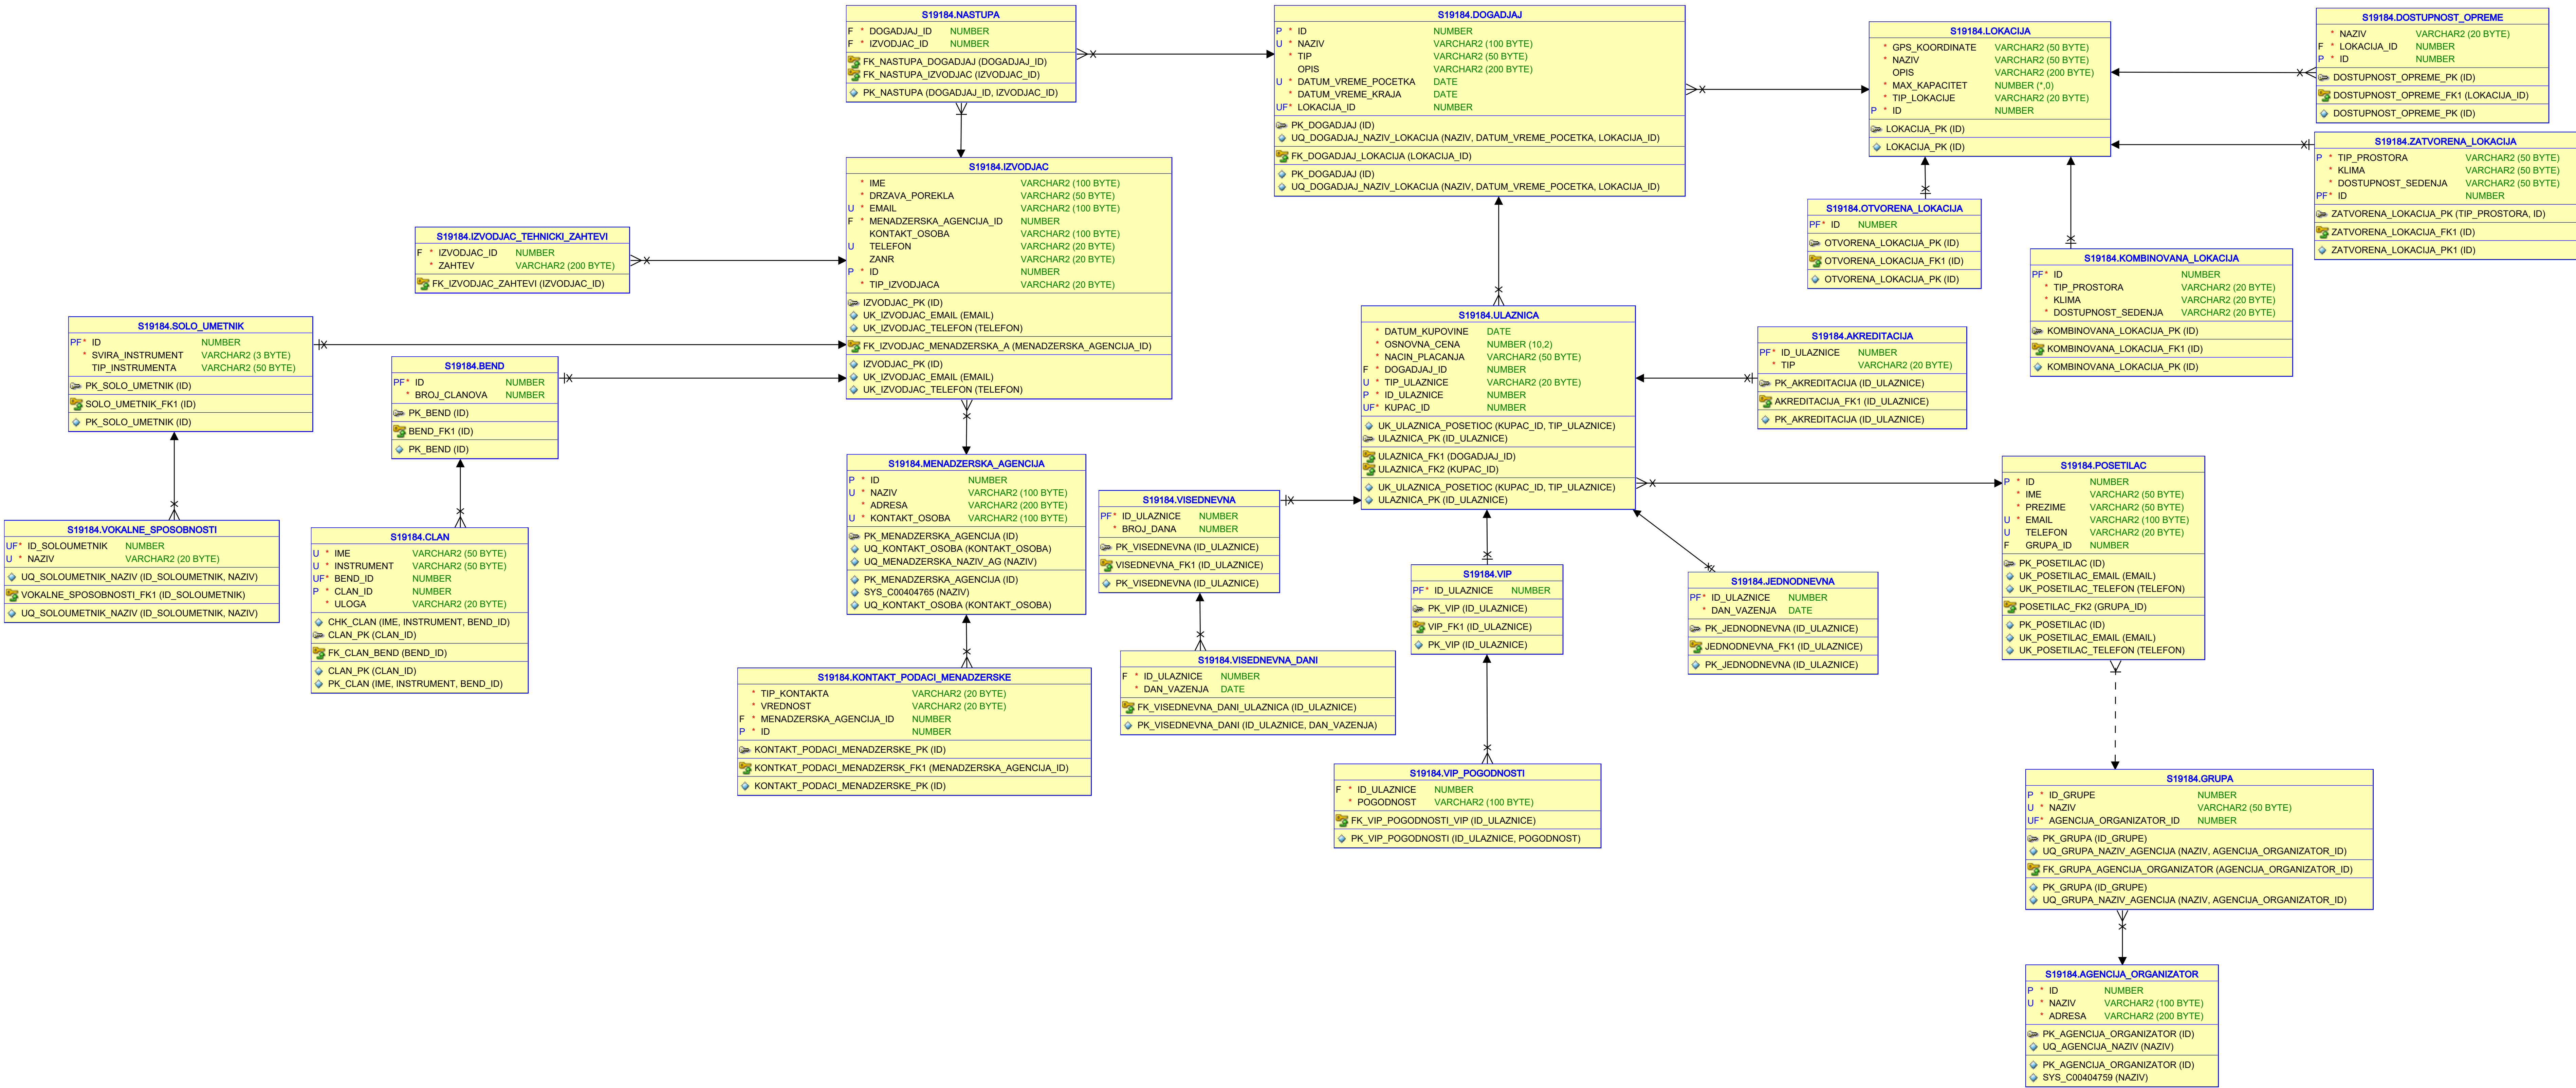 S19184.NASTUPA
F * DOGADJAJ_ID NUMBER
F * IZVODJAC_ID NUMBER
FK_NASTUPA_DOGADJAJ (DOGADJAJ_ID)
FK_NASTUPA_IZVODJAC (IZVODJAC_ID)
PK_NASTUPA (DOGADJAJ_ID, IZVODJAC_ID)
S19184.DOGADJAJ
P * ID NUMBER
U * NAZIV VARCHAR2 (100 BYTE)
* TIP VARCHAR2 (50 BYTE)
OPIS VARCHAR2 (200 BYTE)
U * DATUM_VREME_POCETKA DATE
* DATUM_VREME_KRAJA DATE
UF* LOKACIJA_ID NUMBER
PK_DOGADJAJ (ID)
UQ_DOGADJAJ_NAZIV_LOKACIJA (NAZIV, DATUM_VREME_POCETKA, LOKACIJA_ID)
FK_DOGADJAJ_LOKACIJA (LOKACIJA_ID)
PK_DOGADJAJ (ID)
UQ_DOGADJAJ_NAZIV_LOKACIJA (NAZIV, DATUM_VREME_POCETKA, LOKACIJA_ID)
S19184.LOKACIJA
* GPS_KOORDINATE VARCHAR2 (50 BYTE)
* NAZIV VARCHAR2 (50 BYTE)
OPIS VARCHAR2 (200 BYTE)
* MAX_KAPACITET NUMBER (*,0)
* TIP_LOKACIJE VARCHAR2 (20 BYTE)
P * ID NUMBER
LOKACIJA_PK (ID)
LOKACIJA_PK (ID)
S19184.DOSTUPNOST_OPREME
* NAZIV VARCHAR2 (20 BYTE)
F * LOKACIJA_ID NUMBER
P * ID NUMBER
DOSTUPNOST_OPREME_PK (ID)
DOSTUPNOST_OPREME_FK1 (LOKACIJA_ID)
DOSTUPNOST_OPREME_PK (ID)
S19184.ZATVORENA_LOKACIJA
P * TIP_PROSTORA VARCHAR2 (50 BYTE)
* KLIMA VARCHAR2 (50 BYTE)
* DOSTUPNOST_SEDENJA VARCHAR2 (50 BYTE)
PF* ID NUMBER
ZATVORENA_LOKACIJA_PK (TIP_PROSTORA, ID)
ZATVORENA_LOKACIJA_FK1 (ID)
ZATVORENA_LOKACIJA_PK1 (ID)
S19184.IZVODJAC
* IME VARCHAR2 (100 BYTE)
* DRZAVA_POREKLA VARCHAR2 (50 BYTE)
U * EMAIL VARCHAR2 (100 BYTE)
F * MENADZERSKA_AGENCIJA_ID NUMBER
KONTAKT_OSOBA VARCHAR2 (100 BYTE)
U TELEFON VARCHAR2 (20 BYTE)
ZANR VARCHAR2 (20 BYTE)
P * ID NUMBER
* TIP_IZVODJACA VARCHAR2 (20 BYTE)
IZVODJAC_PK (ID)
UK_IZVODJAC_EMAIL (EMAIL)
UK_IZVODJAC_TELEFON (TELEFON)
FK_IZVODJAC_MENADZERSKA_A (MENADZERSKA_AGENCIJA_ID)
IZVODJAC_PK (ID)
UK_IZVODJAC_EMAIL (EMAIL)
UK_IZVODJAC_TELEFON (TELEFON)
S19184.OTVORENA_LOKACIJA
PF* ID NUMBER
OTVORENA_LOKACIJA_PK (ID)
OTVORENA_LOKACIJA_FK1 (ID)
OTVORENA_LOKACIJA_PK (ID)
S19184.KOMBINOVANA_LOKACIJA
PF* ID NUMBER
* TIP_PROSTORA VARCHAR2 (20 BYTE)
* KLIMA VARCHAR2 (20 BYTE)
* DOSTUPNOST_SEDENJA VARCHAR2 (20 BYTE)
KOMBINOVANA_LOKACIJA_PK (ID)
KOMBINOVANA_LOKACIJA_FK1 (ID)
KOMBINOVANA_LOKACIJA_PK (ID)
S19184.IZVODJAC_TEHNICKI_ZAHTEVI
F * IZVODJAC_ID NUMBER
* ZAHTEV VARCHAR2 (200 BYTE)
FK_IZVODJAC_ZAHTEVI (IZVODJAC_ID)
S19184.SOLO_UMETNIK
PF* ID NUMBER
* SVIRA_INSTRUMENT VARCHAR2 (3 BYTE)
TIP_INSTRUMENTA VARCHAR2 (50 BYTE)
PK_SOLO_UMETNIK (ID)
SOLO_UMETNIK_FK1 (ID)
PK_SOLO_UMETNIK (ID)
S19184.BEND
PF* ID NUMBER
* BROJ_CLANOVA NUMBER
PK_BEND (ID)
BEND_FK1 (ID)
PK_BEND (ID)
S19184.ULAZNICA
* DATUM_KUPOVINE DATE
* OSNOVNA_CENA NUMBER (10,2)
* NACIN_PLACANJA VARCHAR2 (50 BYTE)
F * DOGADJAJ_ID NUMBER
U * TIP_ULAZNICE VARCHAR2 (20 BYTE)
P * ID_ULAZNICE NUMBER
UF* KUPAC_ID NUMBER
UK_ULAZNICA_POSETIOC (KUPAC_ID, TIP_ULAZNICE)
ULAZNICA_PK (ID_ULAZNICE)
ULAZNICA_FK1 (DOGADJAJ_ID)
ULAZNICA_FK2 (KUPAC_ID)
UK_ULAZNICA_POSETIOC (KUPAC_ID, TIP_ULAZNICE)
ULAZNICA_PK (ID_ULAZNICE)
S19184.AKREDITACIJA
PF* ID_ULAZNICE NUMBER
* TIP VARCHAR2 (20 BYTE)
PK_AKREDITACIJA (ID_ULAZNICE)
AKREDITACIJA_FK1 (ID_ULAZNICE)
PK_AKREDITACIJA (ID_ULAZNICE)
S19184.MENADZERSKA_AGENCIJA
P * ID NUMBER
U * NAZIV VARCHAR2 (100 BYTE)
* ADRESA VARCHAR2 (200 BYTE)
U * KONTAKT_OSOBA VARCHAR2 (100 BYTE)
PK_MENADZERSKA_AGENCIJA (ID)
UQ_KONTAKT_OSOBA (KONTAKT_OSOBA)
UQ_MENADZERSKA_NAZIV_AG (NAZIV)
PK_MENADZERSKA_AGENCIJA (ID)
SYS_C00404765 (NAZIV)
UQ_KONTAKT_OSOBA (KONTAKT_OSOBA)
S19184.POSETILAC
P * ID NUMBER
* IME VARCHAR2 (50 BYTE)
* PREZIME VARCHAR2 (50 BYTE)
U * EMAIL VARCHAR2 (100 BYTE)
U TELEFON VARCHAR2 (20 BYTE)
F GRUPA_ID NUMBER
PK_POSETILAC (ID)
UK_POSETILAC_EMAIL (EMAIL)
UK_POSETILAC_TELEFON (TELEFON)
POSETILAC_FK2 (GRUPA_ID)
PK_POSETILAC (ID)
UK_POSETILAC_EMAIL (EMAIL)
UK_POSETILAC_TELEFON (TELEFON)
S19184.VISEDNEVNA
PF* ID_ULAZNICE NUMBER
* BROJ_DANA NUMBER
PK_VISEDNEVNA (ID_ULAZNICE)
VISEDNEVNA_FK1 (ID_ULAZNICE)
PK_VISEDNEVNA (ID_ULAZNICE)
S19184.VOKALNE_SPOSOBNOSTI
UF* ID_SOLOUMETNIK NUMBER
U * NAZIV VARCHAR2 (20 BYTE)
UQ_SOLOUMETNIK_NAZIV (ID_SOLOUMETNIK, NAZIV)
VOKALNE_SPOSOBNOSTI_FK1 (ID_SOLOUMETNIK)
UQ_SOLOUMETNIK_NAZIV (ID_SOLOUMETNIK, NAZIV)
S19184.CLAN
U * IME VARCHAR2 (50 BYTE)
U * INSTRUMENT VARCHAR2 (50 BYTE)
UF* BEND_ID NUMBER
P * CLAN_ID NUMBER
* ULOGA VARCHAR2 (20 BYTE)
CHK_CLAN (IME, INSTRUMENT, BEND_ID)
CLAN_PK (CLAN_ID)
FK_CLAN_BEND (BEND_ID)
CLAN_PK (CLAN_ID)
PK_CLAN (IME, INSTRUMENT, BEND_ID)
S19184.VIP
PF* ID_ULAZNICE NUMBER
PK_VIP (ID_ULAZNICE)
VIP_FK1 (ID_ULAZNICE)
PK_VIP (ID_ULAZNICE)
S19184.JEDNODNEVNA
PF* ID_ULAZNICE NUMBER
* DAN_VAZENJA DATE
PK_JEDNODNEVNA (ID_ULAZNICE)
JEDNODNEVNA_FK1 (ID_ULAZNICE)
PK_JEDNODNEVNA (ID_ULAZNICE)
S19184.VISEDNEVNA_DANI
F * ID_ULAZNICE NUMBER
* DAN_VAZENJA DATE
FK_VISEDNEVNA_DANI_ULAZNICA (ID_ULAZNICE)
PK_VISEDNEVNA_DANI (ID_ULAZNICE, DAN_VAZENJA)
S19184.KONTAKT_PODACI_MENADZERSKE
* TIP_KONTAKTA VARCHAR2 (20 BYTE)
* VREDNOST VARCHAR2 (20 BYTE)
F * MENADZERSKA_AGENCIJA_ID NUMBER
P * ID NUMBER
KONTAKT_PODACI_MENADZERSKE_PK (ID)
KONTKAT_PODACI_MENADZERSK_FK1 (MENADZERSKA_AGENCIJA_ID)
KONTAKT_PODACI_MENADZERSKE_PK (ID)
S19184.VIP_POGODNOSTI
F * ID_ULAZNICE NUMBER
* POGODNOST VARCHAR2 (100 BYTE)
FK_VIP_POGODNOSTI_VIP (ID_ULAZNICE)
PK_VIP_POGODNOSTI (ID_ULAZNICE, POGODNOST)
S19184.GRUPA
P * ID_GRUPE NUMBER
U * NAZIV VARCHAR2 (50 BYTE)
UF* AGENCIJA_ORGANIZATOR_ID NUMBER
PK_GRUPA (ID_GRUPE)
UQ_GRUPA_NAZIV_AGENCIJA (NAZIV, AGENCIJA_ORGANIZATOR_ID)
FK_GRUPA_AGENCIJA_ORGANIZATOR (AGENCIJA_ORGANIZATOR_ID)
PK_GRUPA (ID_GRUPE)
UQ_GRUPA_NAZIV_AGENCIJA (NAZIV, AGENCIJA_ORGANIZATOR_ID)
S19184.AGENCIJA_ORGANIZATOR
P * ID NUMBER
U * NAZIV VARCHAR2 (100 BYTE)
* ADRESA VARCHAR2 (200 BYTE)
PK_AGENCIJA_ORGANIZATOR (ID)
UQ_AGENCIJA_NAZIV (NAZIV)
PK_AGENCIJA_ORGANIZATOR (ID)
SYS_C00404759 (NAZIV)